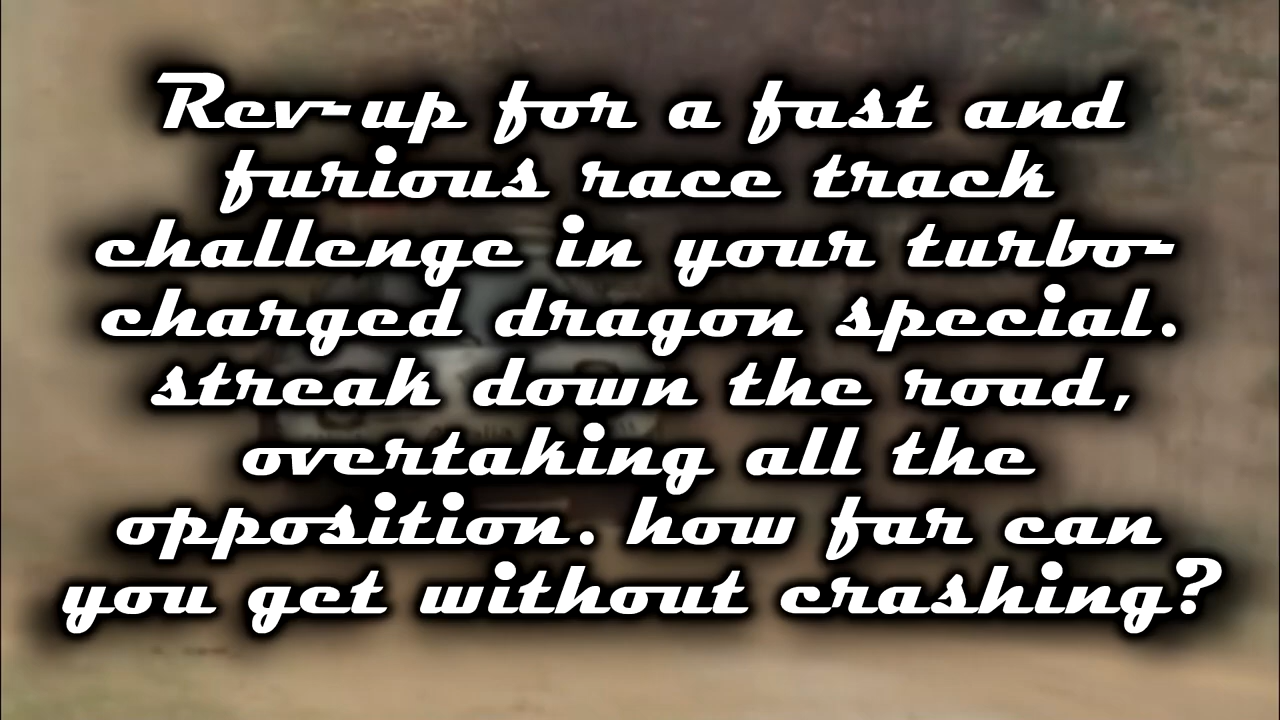 Rev-up for a fast and
furious race track
challenge in your turbo-
charged dragon special.
streak down the road,
overtaking all the
opposition. how far can
you get without crashing?